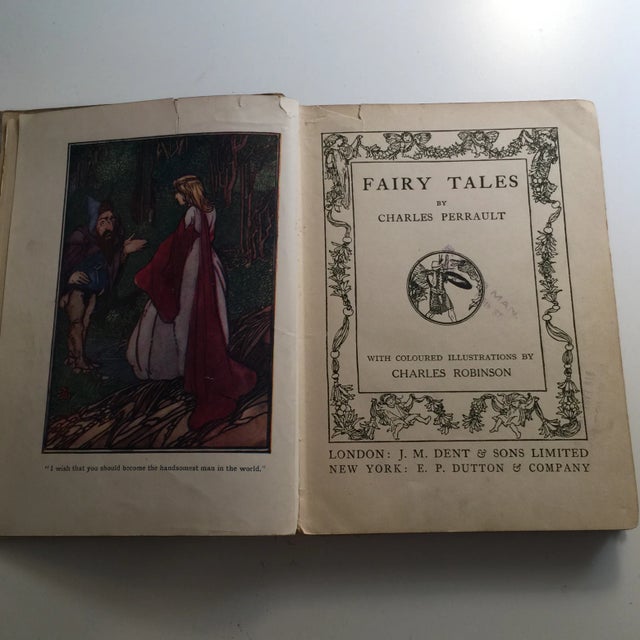 "I wish that you should become the handsomest man in the world."
FAIRY TALES
BY
CHARLES PERRAULT
MAN
WITH COLOURED ILLUSTRATIONS BY
CHARLES ROBINSON
LONDON: J. M. DENT & SONS LIMITED
NEW YORK: E. P. DUTTON & COMPANY